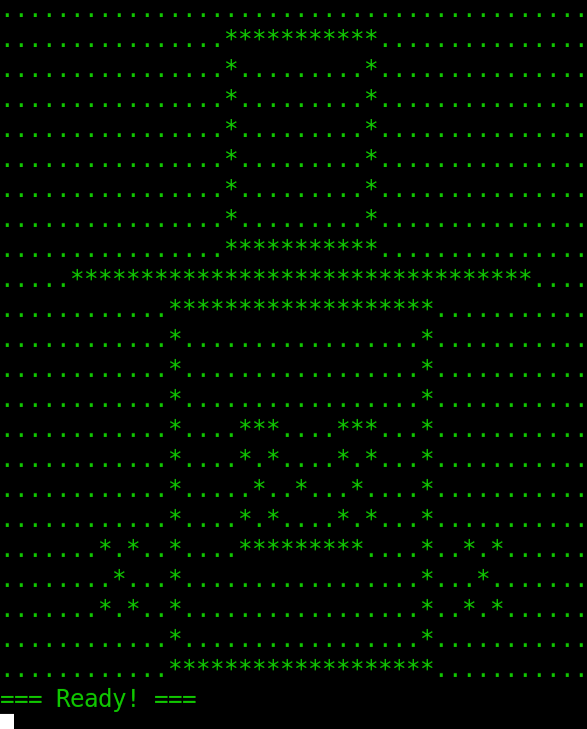 === Ready! ===